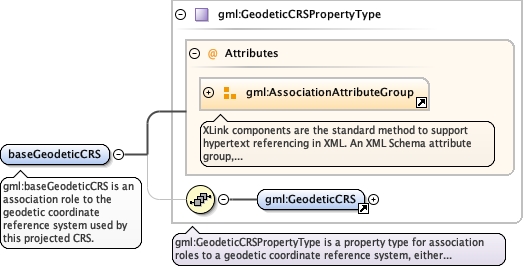 gml:GeodeticCRSPropertyType
@ Attributes
gml:AssociationAttributeGroup
XLink components are the standard method to support
hypertext referencing in XML. An XML Schema attribute
group,...
baseGeodeticCRS
gml:baseGeodeticCRS is an
association role to the
geodetic coordinate
reference system used by
this projected CRS.
gml:GeodeticCRS
gml:GeodeticCRSPropertyType is a property type for association
roles to a geodetic coordinate reference system, either...